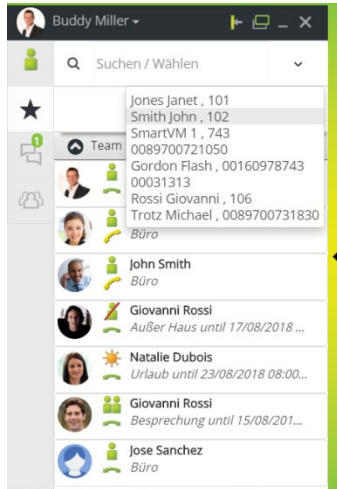 Buddy Miller
Suchen / Wählen
Jones Janet , 101
Smith John , 102
SmartVM 1 , 743
0089700721050
Gordon Flash , 00160978743
00031313
Rossi Giovanni , 106
Trotz Michael , 0089700731830
1
Team
Büro
John Smith
Büro
Giovanni Rossi
Außer Haus until 17/08/2018 ...
Natalie Dubois
Urlaub until 23/08/2018 08:00...
Giovanni Rossi
Besprechung until 15/08/201...
Jose Sanchez
Büro